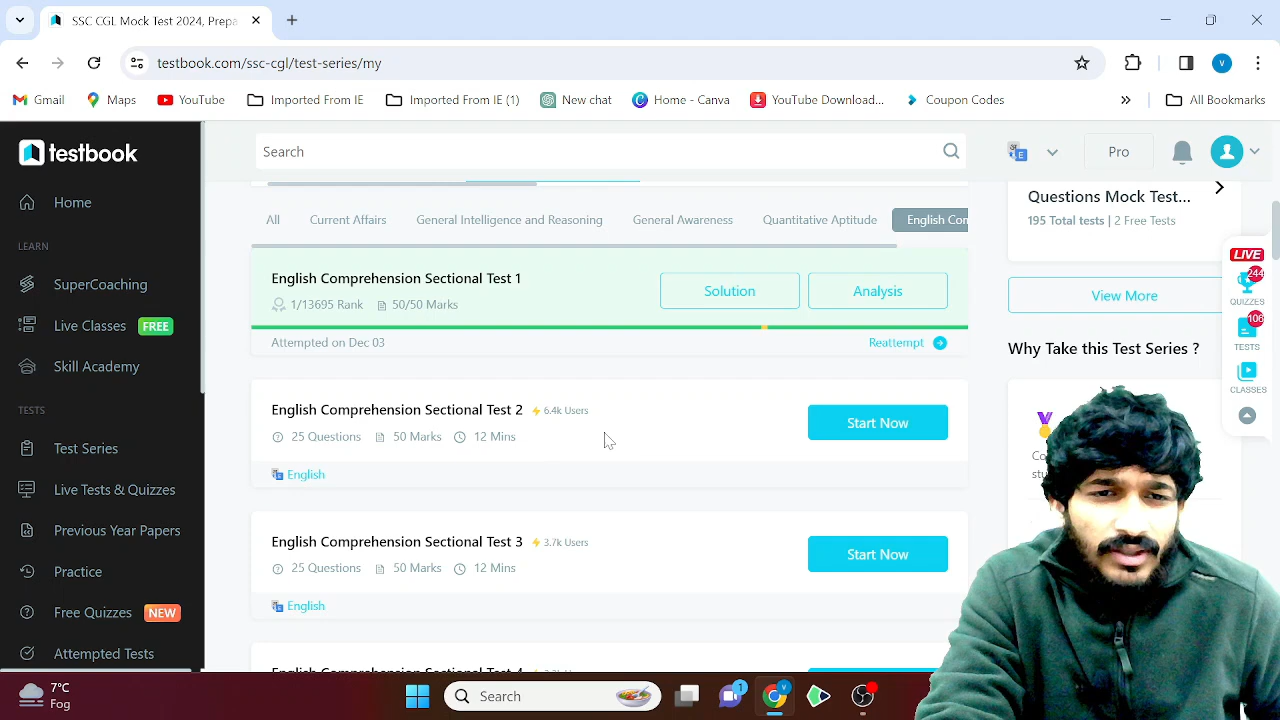 SSC CGL Mock Test 2024, Prepa
testbook.com/ssc-cgl/test-series/my
Gmail Maps YouTube Imported From IE Imported From IE (1) New chat Home - Canva YouTube Download... Coupon Codes » All Bookmarks
testbook
Search
Pro
Home
LEARN
SuperCoaching
Live Classes FREE
Skill Academy
TESTS
Test Series
Live Tests & Quizzes
Previous Year Papers
Practice
Free Quizzes NEW
Attempted Tests
All Current Affairs General Intelligence and Reasoning General Awareness Quantitative Aptitude English Com
English Comprehension Sectional Test 1
1/13695 Rank 50/50 Marks
Solution Analysis
Attempted on Dec 03 Reattempt
English Comprehension Sectional Test 2 6.4k Users
25 Questions 50 Marks 12 Mins
Start Now
English
English Comprehension Sectional Test 3 3.7k Users
25 Questions 50 Marks 12 Mins
Start Now
English
English Comprehension Sectional Test 4
Questions Mock Test...
195 Total tests | 2 Free Tests
View More
Why Take this Test Series ?
LIVE
244
QUIZZES
106
TESTS
CLASSES
7°C
Fog
Search
1